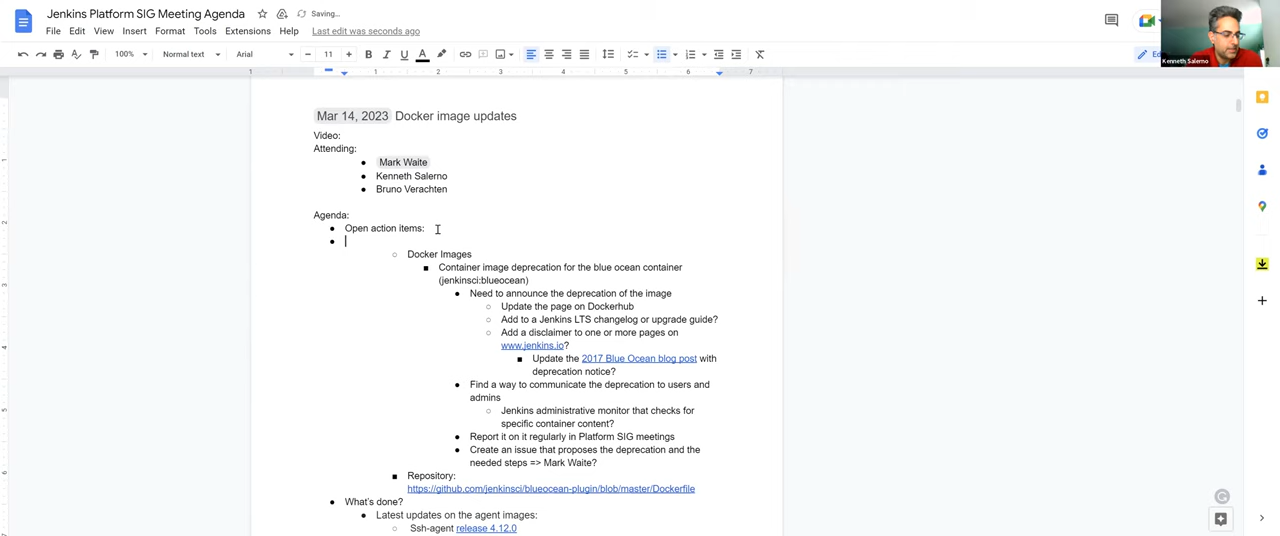 Jenkins Platform SIG Meeting Agenda
Saving...
File Edit View Insert Format Tools Extensions Help Last edit was seconds ago
100% Normal text Arial 11 B I U A
Kenneth Salerno
1 1 2 3 4 5 6 7
Mar 14, 2023 Docker image updates
Video:
Attending:
● Mark Waite
● Kenneth Salerno
● Bruno Verachten
Agenda:
● Open action items:
●
○ Docker Images
■ Container image deprecation for the blue ocean container
(jenkinsci:blueocean)
● Need to announce the deprecation of the image
○ Update the page on Dockerhub
○ Add to a Jenkins LTS changelog or upgrade guide?
○ Add a disclaimer to one or more pages on
www.jenkins.io?
■ Update the 2017 Blue Ocean blog post with
deprecation notice?
● Find a way to communicate the deprecation to users and
admins
○ Jenkins administrative monitor that checks for
specific container content?
● Report it on it regularly in Platform SIG meetings
● Create an issue that proposes the deprecation and the
needed steps => Mark Waite?
■ Repository:
https://github.com/jenkinsci/blueocean-plugin/blob/master/Dockerfile
● What's done?
● Latest updates on the agent images:
○ Ssh-agent release 4.12.0